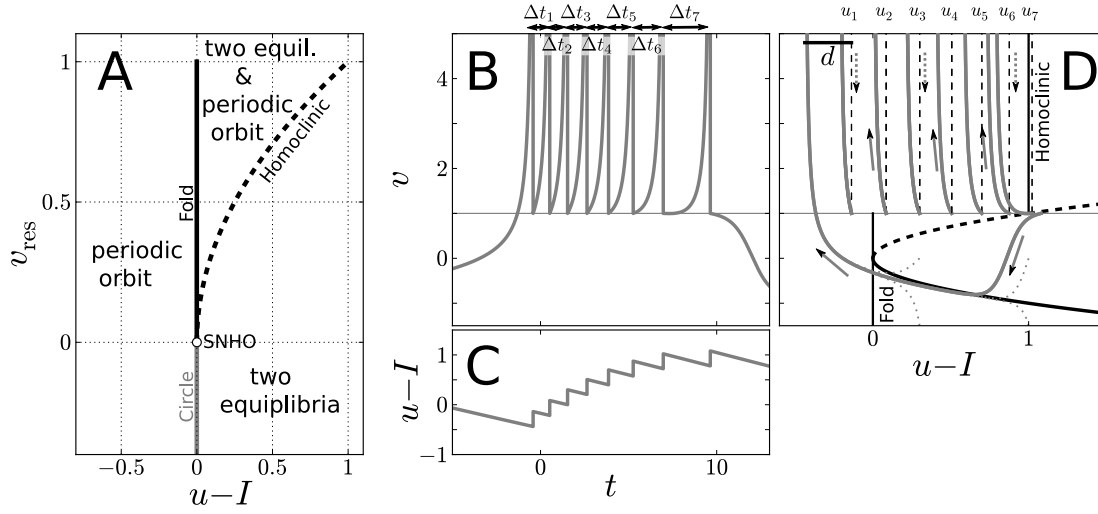 A
two equil.
&
periodic
orbit
Homoclinic
Fold
periodic
orbit
SNHO
Circle
two
equiplibria
1
0.5
0
v_res
−0.5
0
0.5
1
u−I
B
Δt₁
Δt₃
Δt₅
Δt₇
Δt₂
Δt₄
Δt₆
4
2
0
v
C
1
0
−1
u−I
0
10
t
D
u₁
u₂
u₃
u₄
u₅
u₆
u₇
d
Homoclinic
Fold
0
1
u−I